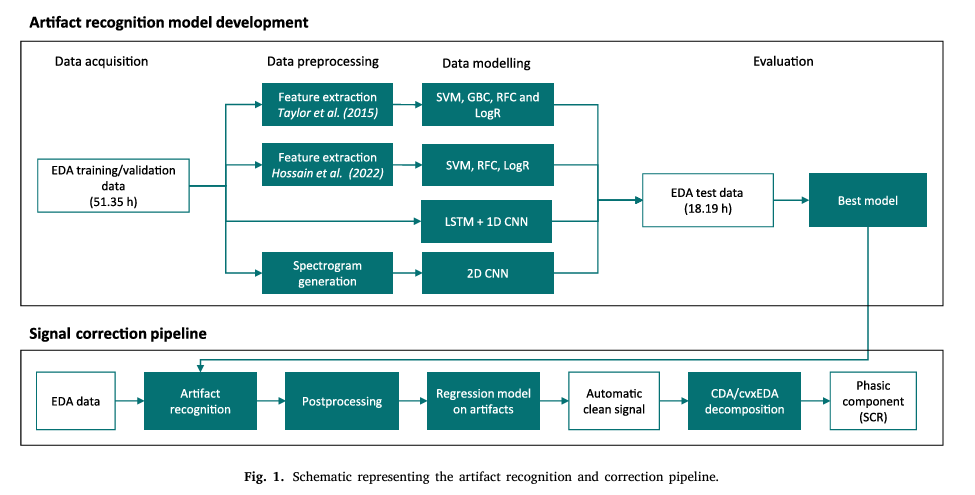 Artifact recognition model development
Data acquisition
Data preprocessing
Data modelling
Evaluation
Feature extraction
Taylor et al. (2015)
SVM, GBC, RFC and
LogR
EDA training/validation
data
(51.35 h)
Feature extraction
Hossain et al. (2022)
SVM, RFC, LogR
EDA test data
(18.19 h)
Best model
LSTM + 1D CNN
Spectrogram
generation
2D CNN
Signal correction pipeline
EDA data
Artifact
recognition
Postprocessing
Regression model
on artifacts
Automatic
clean signal
CDA/cvxEDA
decomposition
Phasic
component
(SCR)
Fig. 1. Schematic representing the artifact recognition and correction pipeline.